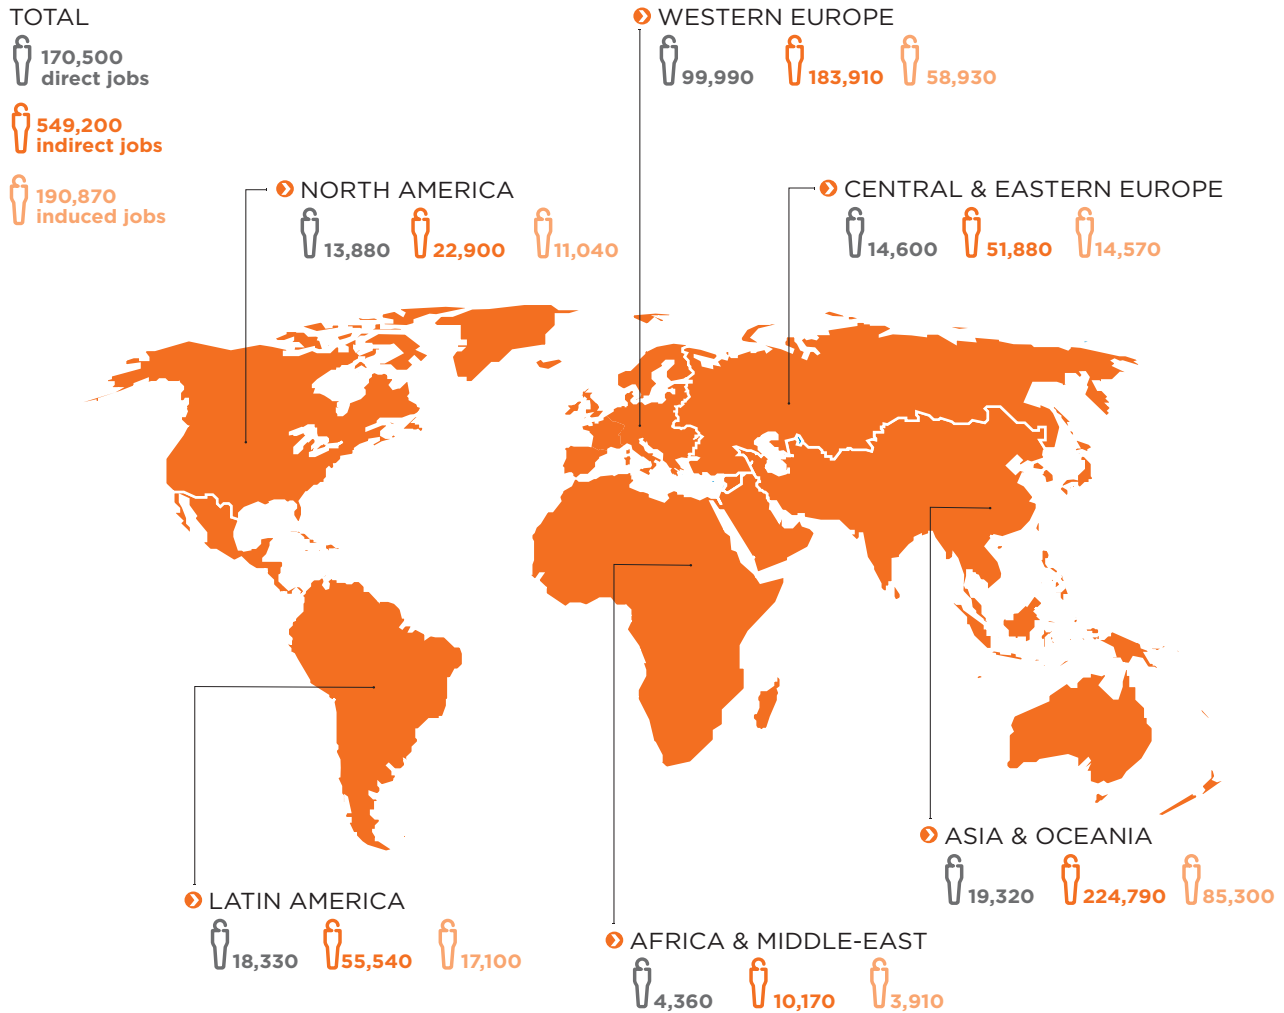 TOTAL
170,500
direct jobs
549,200
indirect jobs
190,870
induced jobs
WESTERN EUROPE
99,990 183,910 58,930
NORTH AMERICA
13,880 22,900 11,040
CENTRAL & EASTERN EUROPE
14,600 51,880 14,570
ASIA & OCEANIA
19,320 224,790 85,300
LATIN AMERICA
18,330 55,540 17,100
AFRICA & MIDDLE-EAST
4,360 10,170 3,910